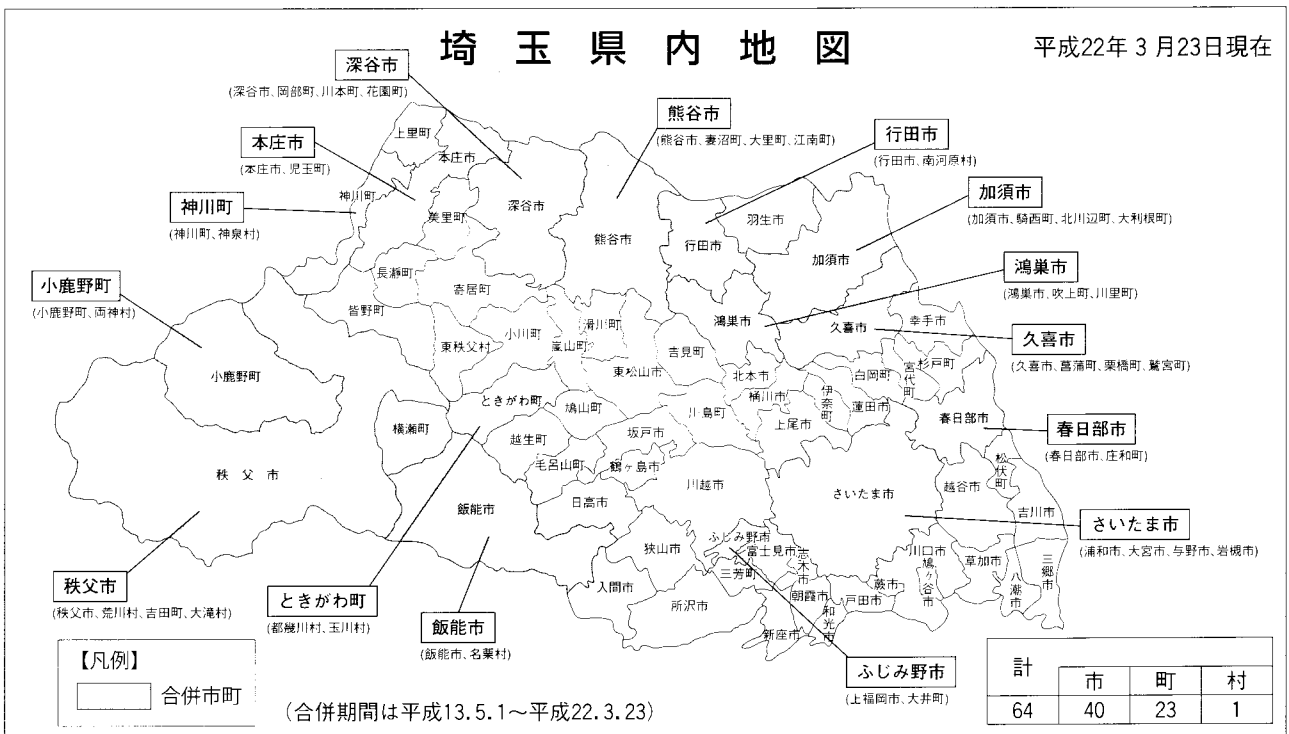 埼玉県内地図
平成22年3月23日現在
深谷市
(深谷市、岡部町、川本町、花園町)
本庄市
(本庄市、児玉町)
神川町
(神川町、神泉村)
小鹿野町
(小鹿野町、両神村)
熊谷市
(熊谷市、妻沼町、大里町、江南町)
行田市
(行田市、南河原村)
加須市
(加須市、騎西町、北川辺町、大利根町)
鴻巣市
(鴻巣市、吹上町、川里町)
久喜市
(久喜市、菖蒲町、栗橋町、鷲宮町)
春日部市
(春日部市、庄和町)
さいたま市
(浦和市、大宮市、与野市、岩槻市)
秩父市
(秩父市、荒川村、吉田町、大滝村)
ときがわ町
(都幾川村、玉川村)
飯能市
(飯能市、名栗村)
ふじみ野市
(上福岡市、大井町)
上里町
本庄市
神川町
美里町
深谷市
熊谷市
行田市
羽生市
加須市
長瀞町
寄居町
皆野町
東秩父村
小川町
嵐山町
滑川町
東松山市
吉見町
鴻巣市
久喜市
幸手市
小鹿野町
北本市
桶川市
伊奈町
白岡町
宮代町
杉戸町
蓮田市
上尾市
春日部市
ときがわ町
鳩山町
川島町
横瀬町
越生町
坂戸市
毛呂山町
鶴ヶ島市
川越市
さいたま市
越谷市
松伏町
吉川市
秩父市
飯能市
日高市
狭山市
入間市
所沢市
ふじみ野市
富士見市
三芳町
志木市
朝霞市
新座市
和光市
戸田市
蕨市
川口市
鳩ヶ谷市
草加市
八潮市
三郷市
【凡例】
合併市町
(合併期間は平成13.5.1〜平成22.3.23)
計 市 町 村
64 40 23 1